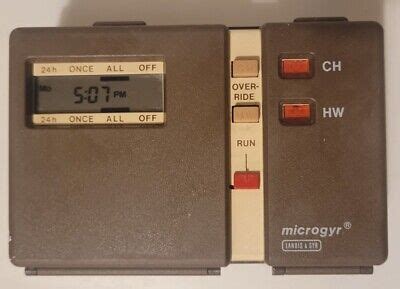 24h ONCE ALL OFF
Mo 5:07 PM
24h ONCE ALL OFF
OVER-
RIDE
RUN
CH
HW
microgyr®
LANDIS & GYR